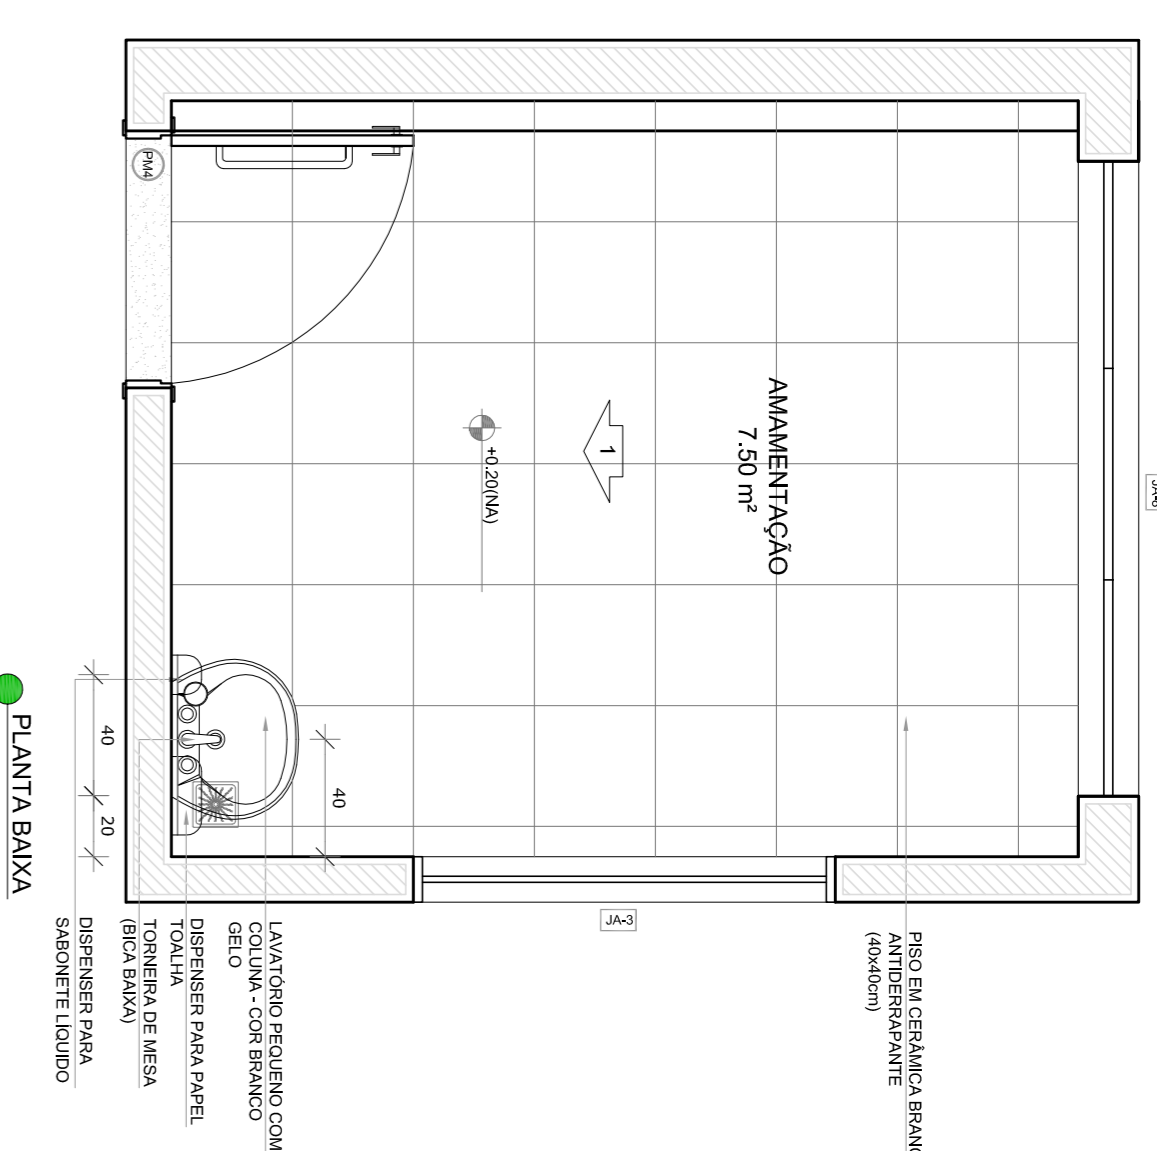 PM4
AMAMENTAÇÃO
7.50 m²
1
+0.20(NA)
40
40
20
JA-3
PLANTA BAIXA
PISO EM CERÂMICA
ANTIDERRAPANTE
(40x40cm)
LAVATÓRIO PEQUENO COM
COLUNA - COR BRANCO
GELO
DISPENSER PARA PAPEL
TOALHA
TORNEIRA DE MESA
(BICA BAIXA)
DISPENSER PARA
SABONETE LÍQUIDO